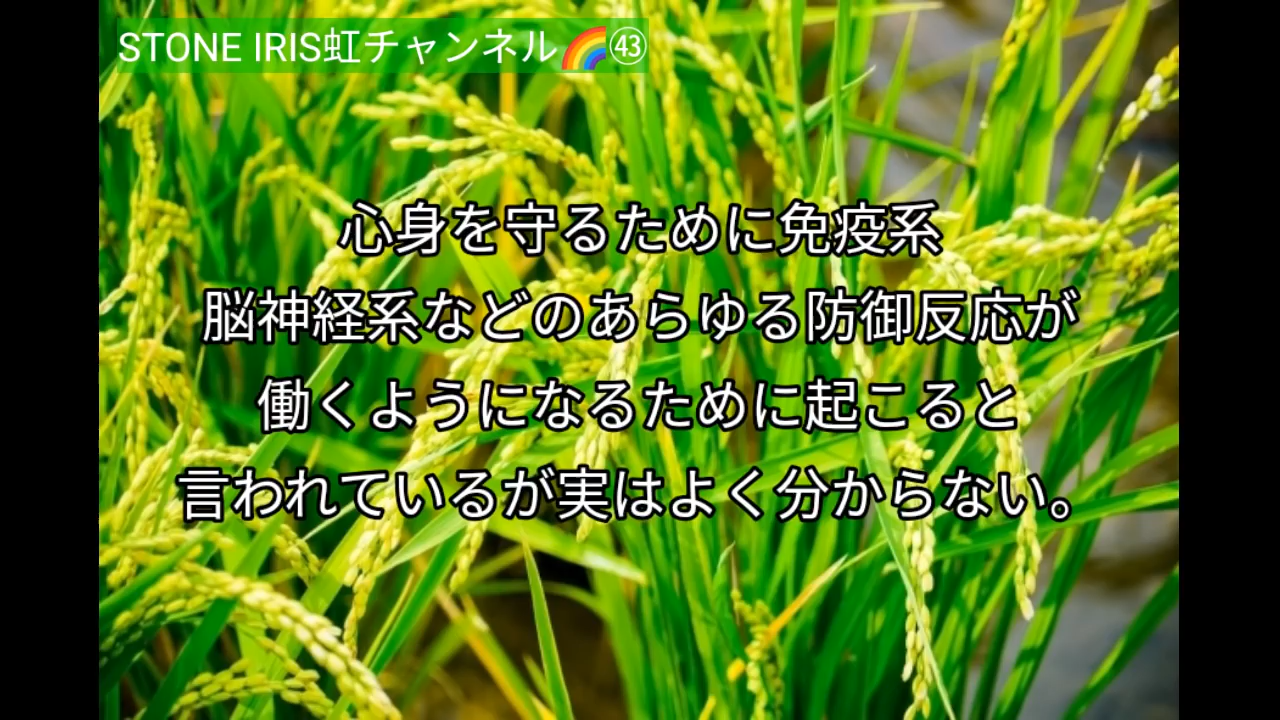 STONE IRIS虹チャンネル🌈㊸
心身を守るために免疫系
脳神経系などのあらゆる防御反応が
働くようになるために起こると
言われているが実はよく分からない。